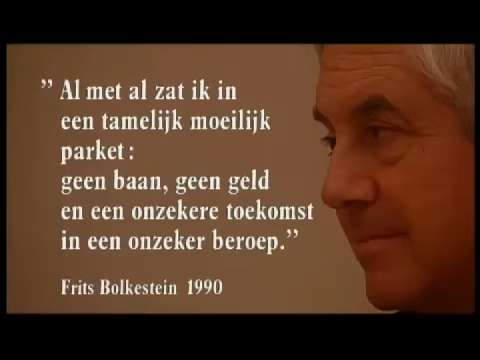 ” Al met al zat ik in
een tamelijk moeilijk
parket:
geen baan, geen geld
en een onzekere toekomst
in een onzeker beroep.”
Frits Bolkestein 1990